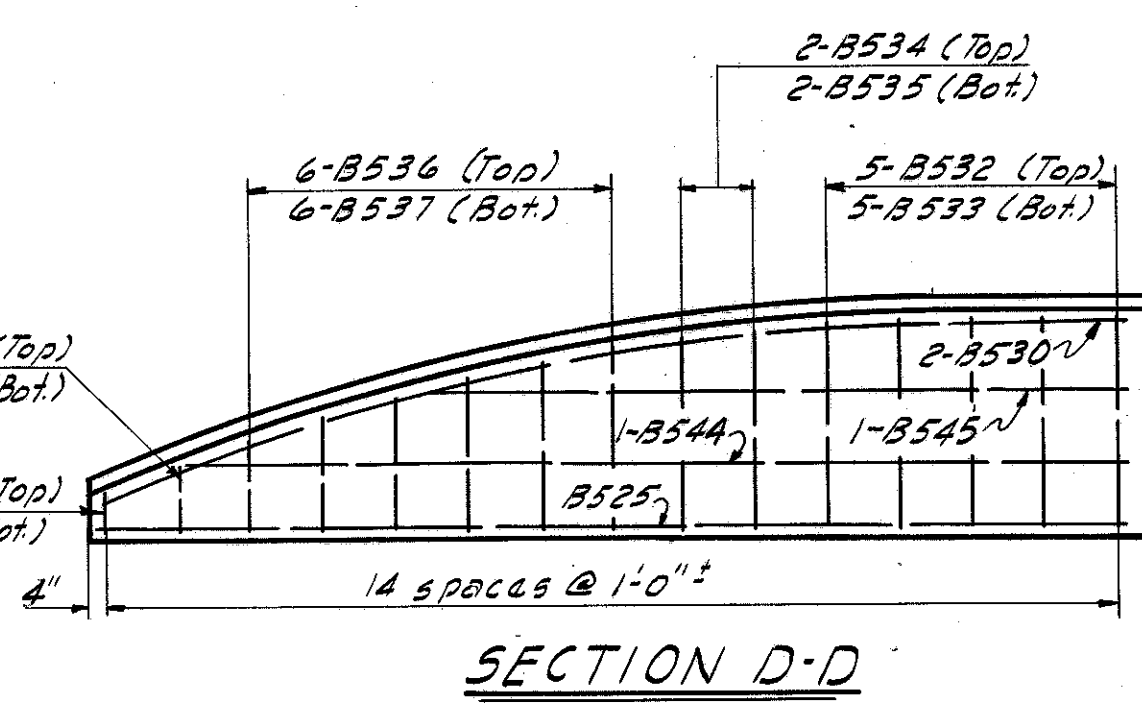 2-B534 (Top)
2-B535 (Bot.)
6-B536 (Top)
6-B537 (Bot.)
5-B532 (Top)
5-B533 (Bot.)
(Top)
Bot.)
2-B530
1-B544
1-B545
B525
Top)
ot.)
4"
14 spaces @ 1'-0" ±
SECTION D-D